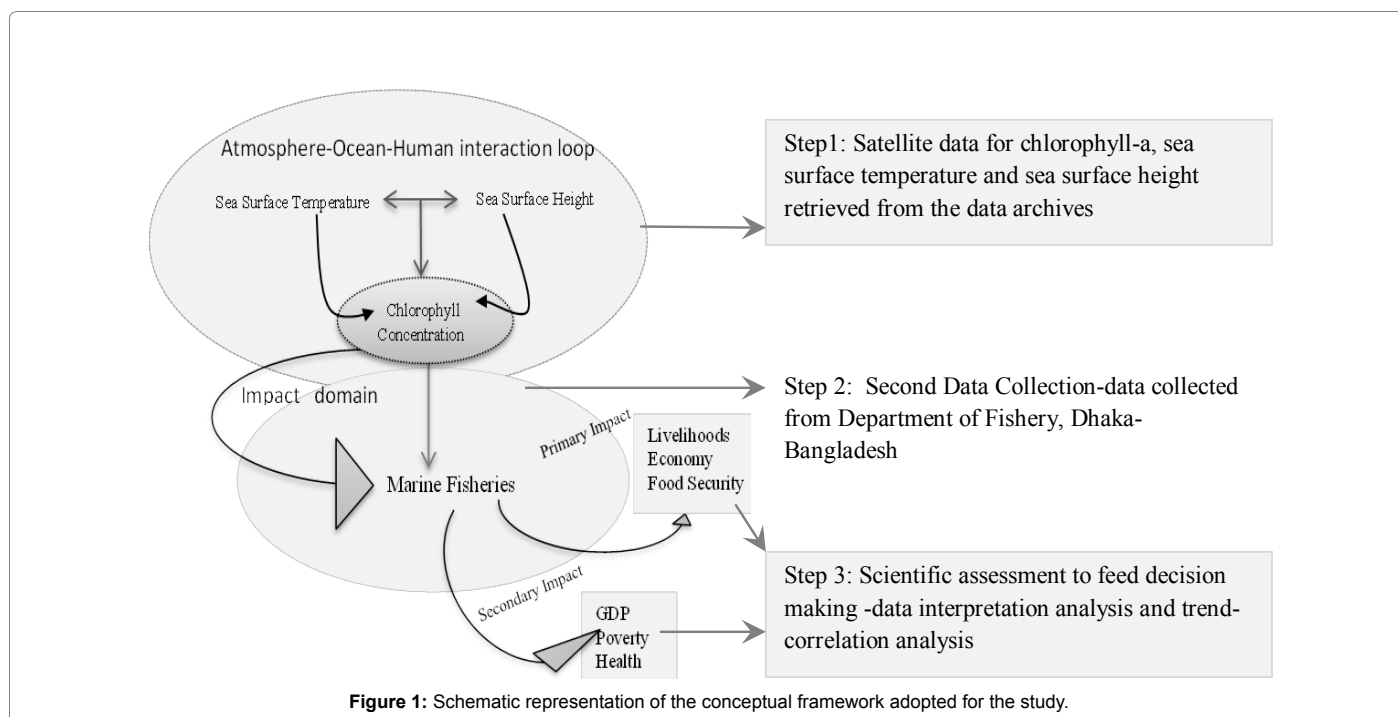 Atmosphere-Ocean-Human interaction loop
Sea Surface Temperature
Sea Surface Height
Chlorophyll
Concentration
Impact domain
Marine Fisheries
Primary Impact
Livelihoods
Economy
Food Security
Secondary Impact
GDP
Poverty
Health
Step1: Satellite data for chlorophyll-a, sea
surface temperature and sea surface height
retrieved from the data archives
Step 2: Second Data Collection-data collected
from Department of Fishery, Dhaka-
Bangladesh
Step 3: Scientific assessment to feed decision
making -data interpretation analysis and trend-
correlation analysis
Figure 1: Schematic representation of the conceptual framework adopted for the study.